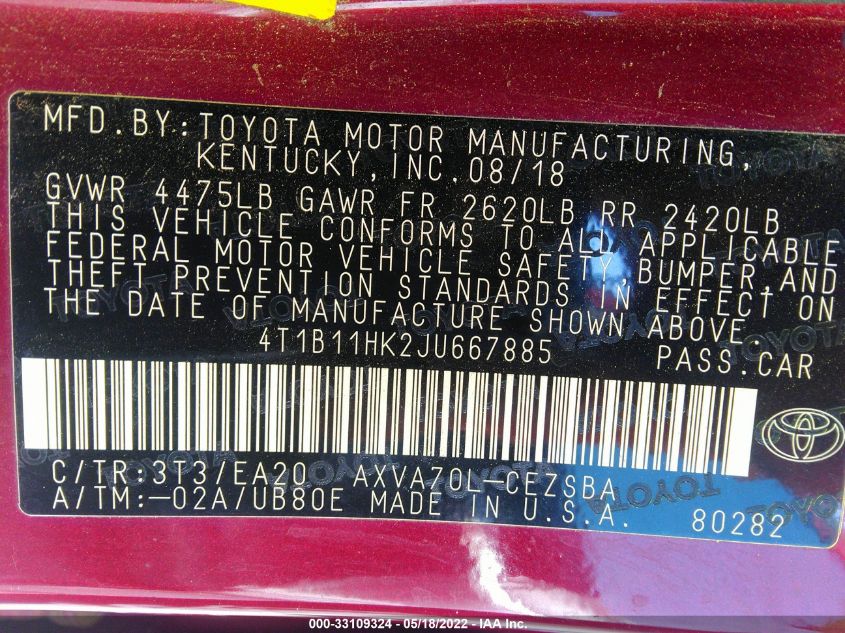 MFD.BY:TOYOTA MOTOR MANUFACTURING,
KENTUCKY,INC.08/18
GVWR 4475LB GAWR FR 2620LB RR 2420LB
THIS VEHICLE CONFORMS TO ALL APPLICABLE
FEDERAL MOTOR VEHICLE SAFETY,BUMPER,AND
THEFT PREVENTION STANDARDS IN EFFECT ON
THE DATE OF MANUFACTURE SHOWN ABOVE
4T1B11HK2JU667885 PASS.CAR
C/TR:3T3/EA20 AXVA70L-CEZSBA
A/TM:-02A/UB80E MADE IN U.S.A. 80282
000-33109324 - 05/18/2022 - IAA Inc.